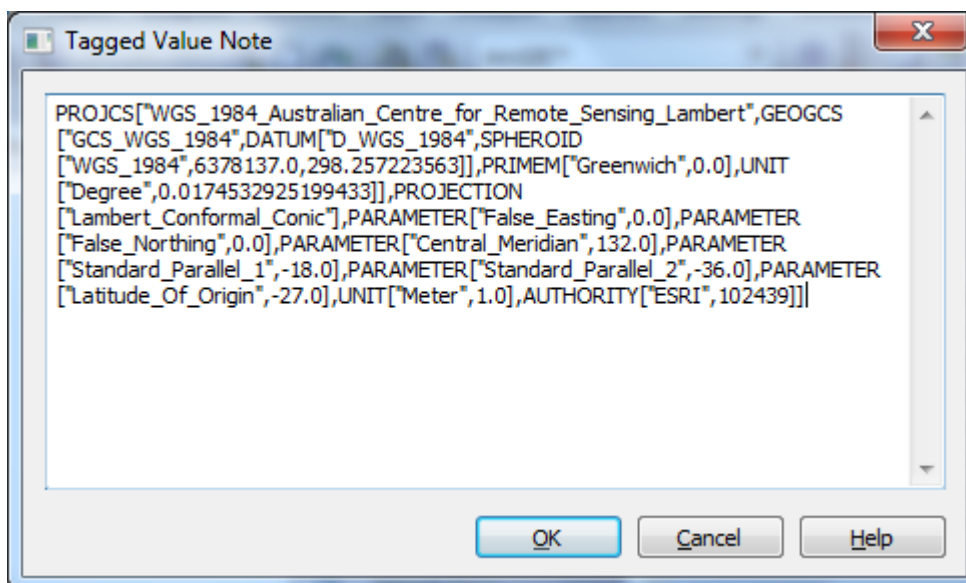 Tagged Value Note
PROJCS["WGS_1984_Australian_Centre_for_Remote_Sensing_Lambert",GEOGCS
["GCS_WGS_1984",DATUM["D_WGS_1984",SPHEROID
["WGS_1984",6378137.0,298.257223563]],PRIMEM["Greenwich",0.0],UNIT
["Degree",0.0174532925199433]],PROJECTION
["Lambert_Conformal_Conic"],PARAMETER["False_Easting",0.0],PARAMETER
["False_Northing",0.0],PARAMETER["Central_Meridian",132.0],PARAMETER
["Standard_Parallel_1",-18.0],PARAMETER["Standard_Parallel_2",-36.0],PARAMETER
["Latitude_Of_Origin",-27.0],UNIT["Meter",1.0],AUTHORITY["ESRI",102439]]
OK Cancel Help